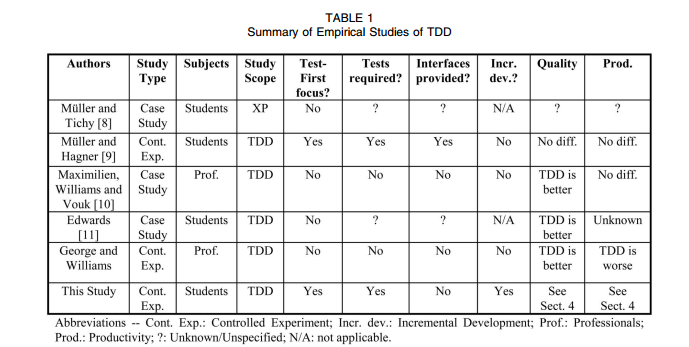 TABLE 1
Summary of Empirical Studies of TDD
Authors Study Type Subjects Study Scope Test-First focus? Tests required? Interfaces provided? Incr. dev.? Quality Prod.
Müller and Tichy [8] Case Study Students XP No ? ? N/A ? ?
Müller and Hagner [9] Cont. Exp. Students TDD Yes Yes Yes No No diff. No diff.
Maximilien, Williams and Vouk [10] Case Study Prof. TDD No No No No TDD is better No diff.
Edwards [11] Case Study Students TDD No ? ? N/A TDD is better Unknown
George and Williams Cont. Exp. Prof. TDD No No No No TDD is better TDD is worse
This Study Cont. Exp. Students TDD Yes Yes No Yes See Sect. 4 See Sect. 4
Abbreviations -- Cont. Exp.: Controlled Experiment; Incr. dev.: Incremental Development; Prof.: Professionals;
Prod.: Productivity; ?: Unknown/Unspecified; N/A: not applicable.